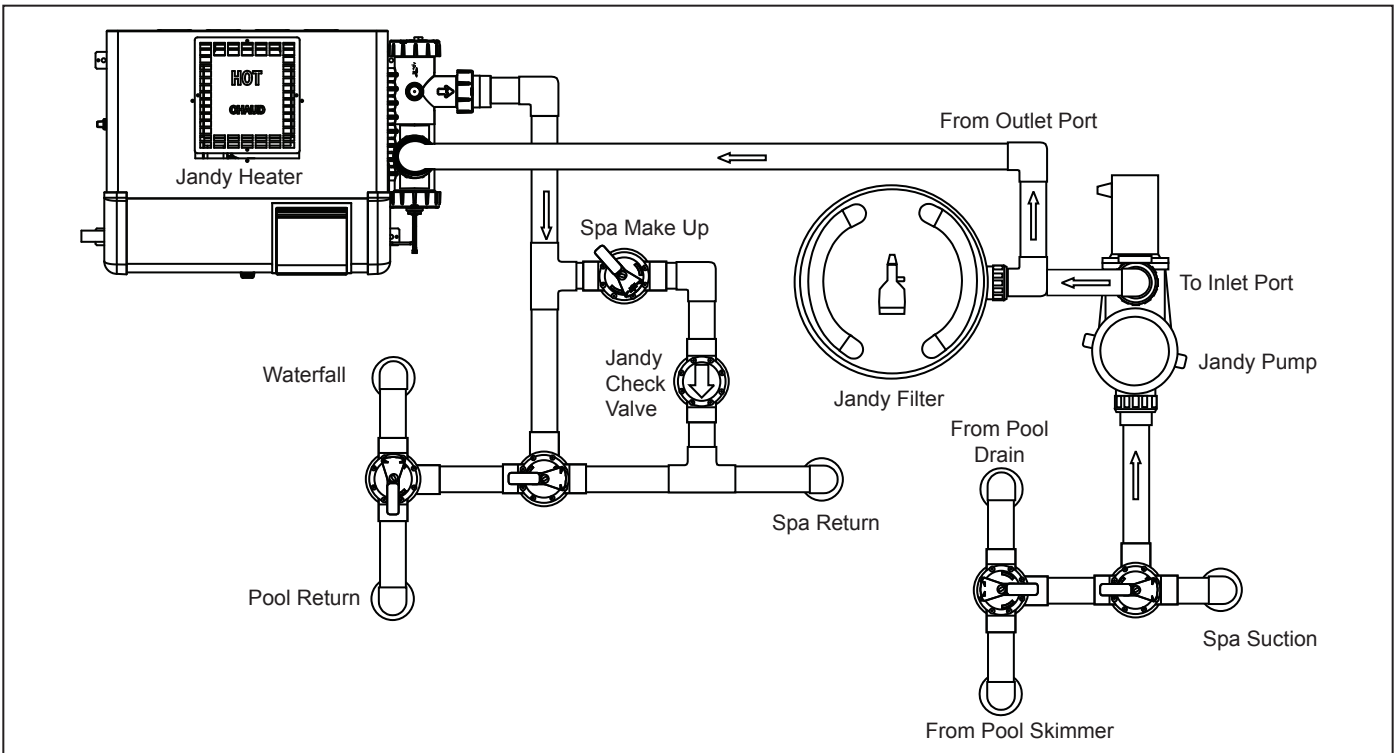 HOT
CHAUD
Jandy Heater
From Outlet Port
Spa Make Up
To Inlet Port
Jandy Pump
Jandy
Check
Valve
Jandy Filter
Waterfall
From Pool
Drain
Spa Return
Pool Return
Spa Suction
From Pool Skimmer